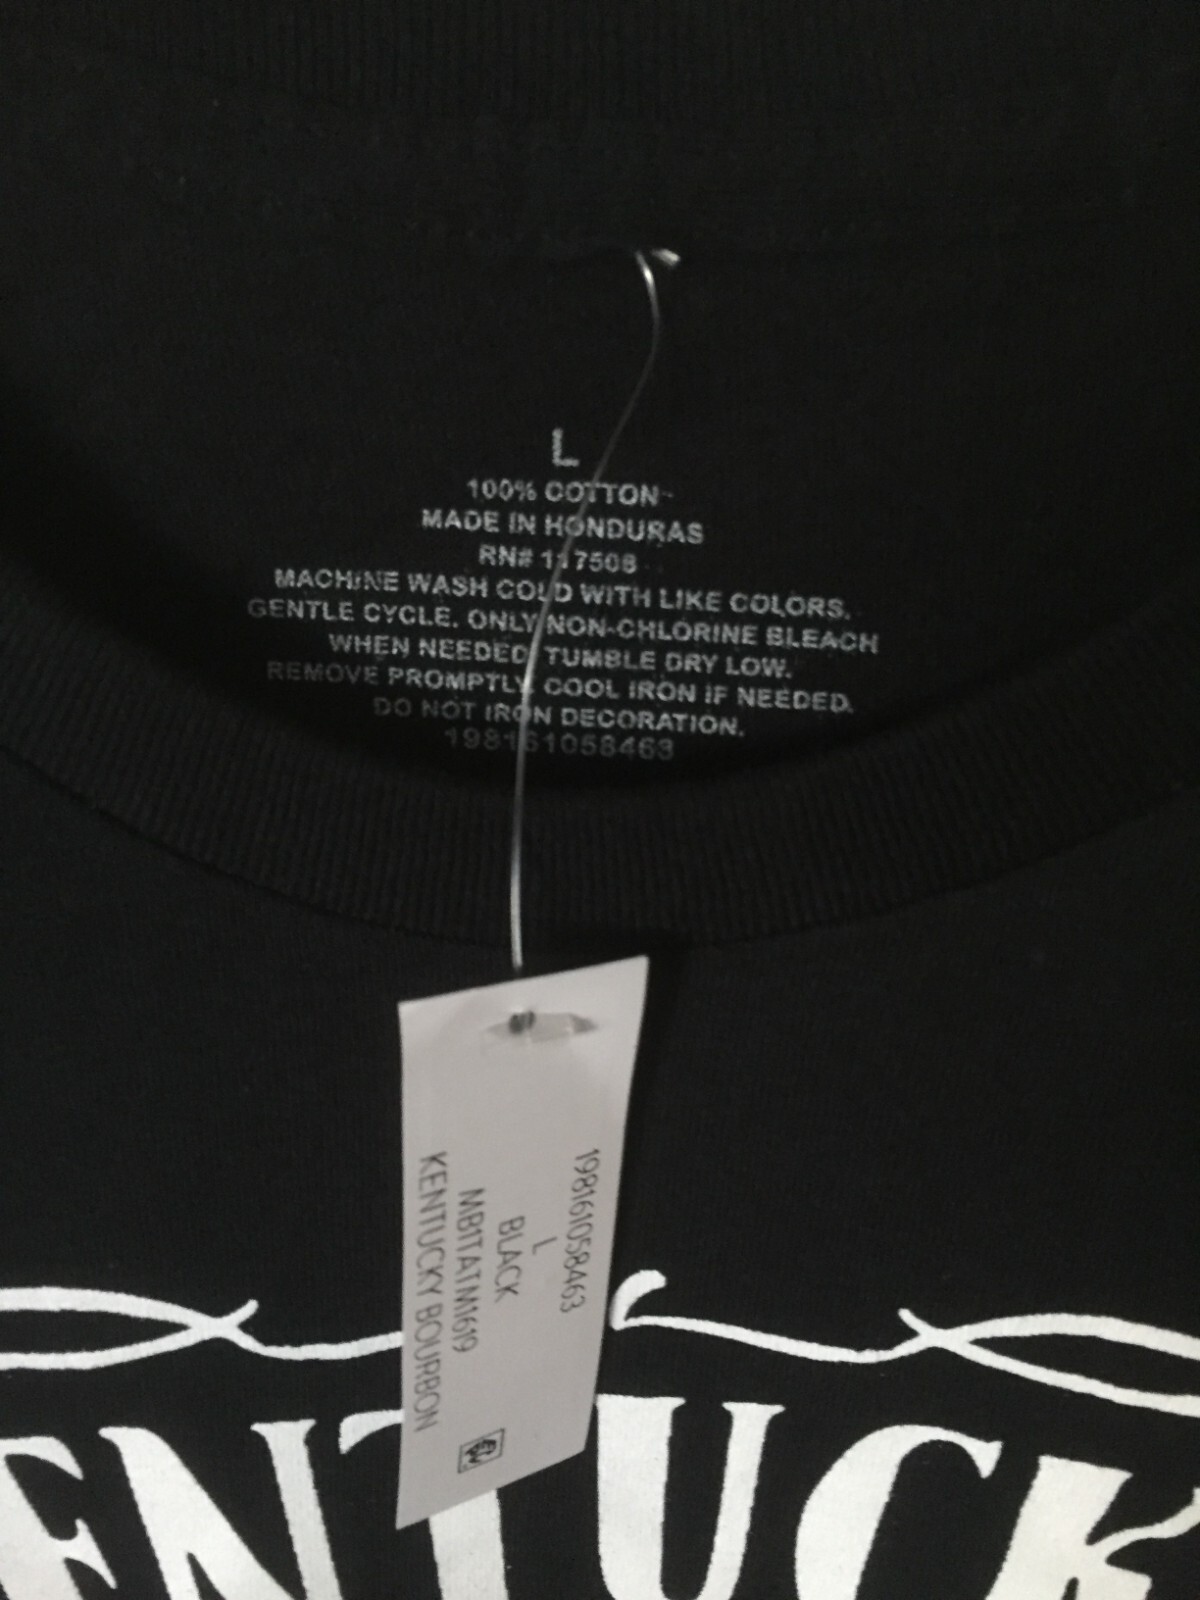 L
100% COTTON
MADE IN HONDURAS
RN# 117508
MACHINE WASH COLD WITH LIKE COLORS.
GENTLE CYCLE. ONLY NON-CHLORINE BLEACH
WHEN NEEDED. TUMBLE DRY LOW.
REMOVE PROMPTLY. COOL IRON IF NEEDED.
DO NOT IRON DECORATION.
198161058463
198161058463
L
BLACK
MB1TATM1619
KENTUCKY BOURBON
ENTUCK